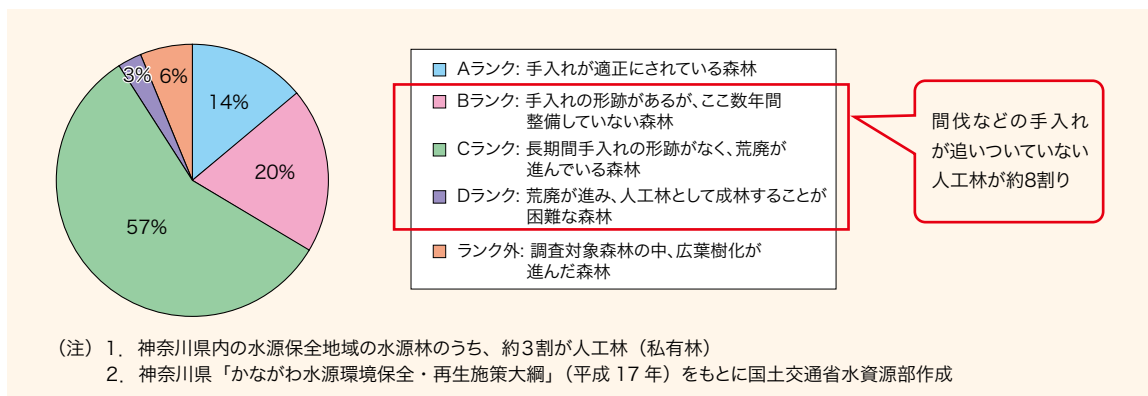 14%
20%
57%
3%
6%
Aランク: 手入れが適正にされている森林
Bランク: 手入れの形跡があるが、ここ数年間
整備していない森林
Cランク: 長期間手入れの形跡がなく、荒廃が
進んでいる森林
Dランク: 荒廃が進み、人工林として成林することが
困難な森林
ランク外: 調査対象森林の中、広葉樹化が
進んだ森林
間伐などの手入れ
が追いついていない
人工林が約8割り
（注）1．神奈川県内の水源保全地域の水源林のうち、約3割が人工林（私有林）
2．神奈川県「かながわ水源環境保全・再生施策大綱」（平成 17 年）をもとに国土交通省水資源部作成